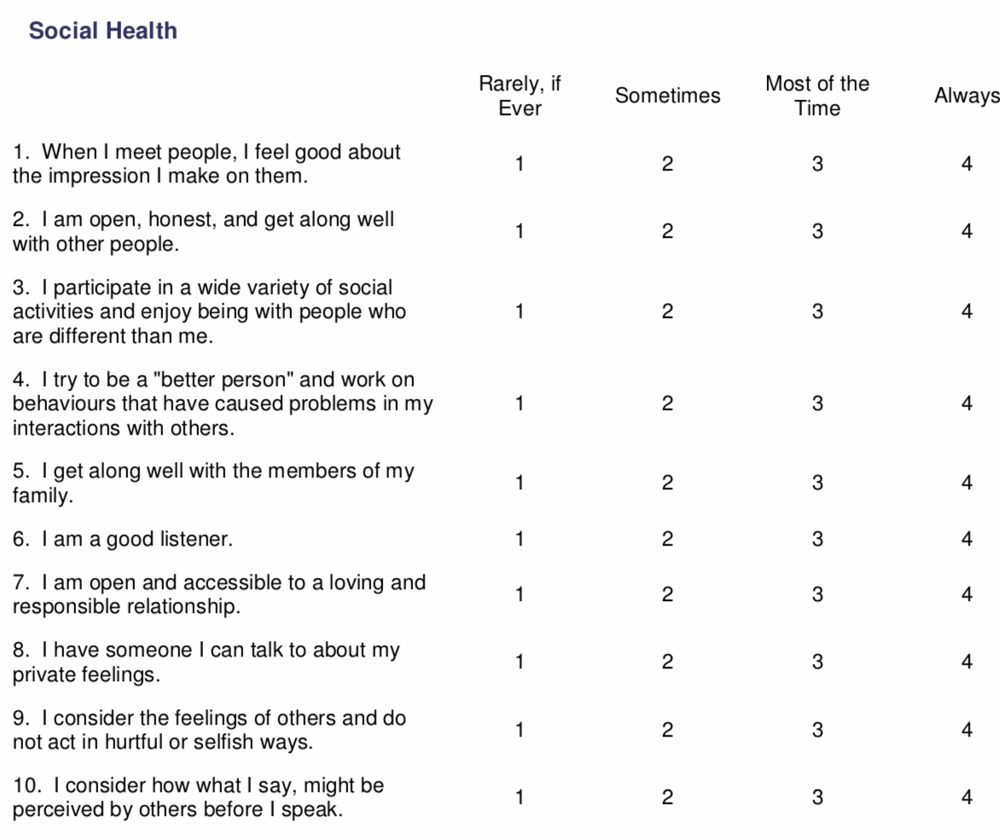 Social Health
Rarely, if Ever Sometimes Most of the Time Always
1. When I meet people, I feel good about
the impression I make on them. 1 2 3 4
2. I am open, honest, and get along well
with other people. 1 2 3 4
3. I participate in a wide variety of social
activities and enjoy being with people who 1 2 3 4
are different than me.
4. I try to be a "better person" and work on
behaviours that have caused problems in my 1 2 3 4
interactions with others.
5. I get along well with the members of my
family. 1 2 3 4
6. I am a good listener. 1 2 3 4
7. I am open and accessible to a loving and
responsible relationship. 1 2 3 4
8. I have someone I can talk to about my
private feelings. 1 2 3 4
9. I consider the feelings of others and do
not act in hurtful or selfish ways. 1 2 3 4
10. I consider how what I say, might be
perceived by others before I speak. 1 2 3 4